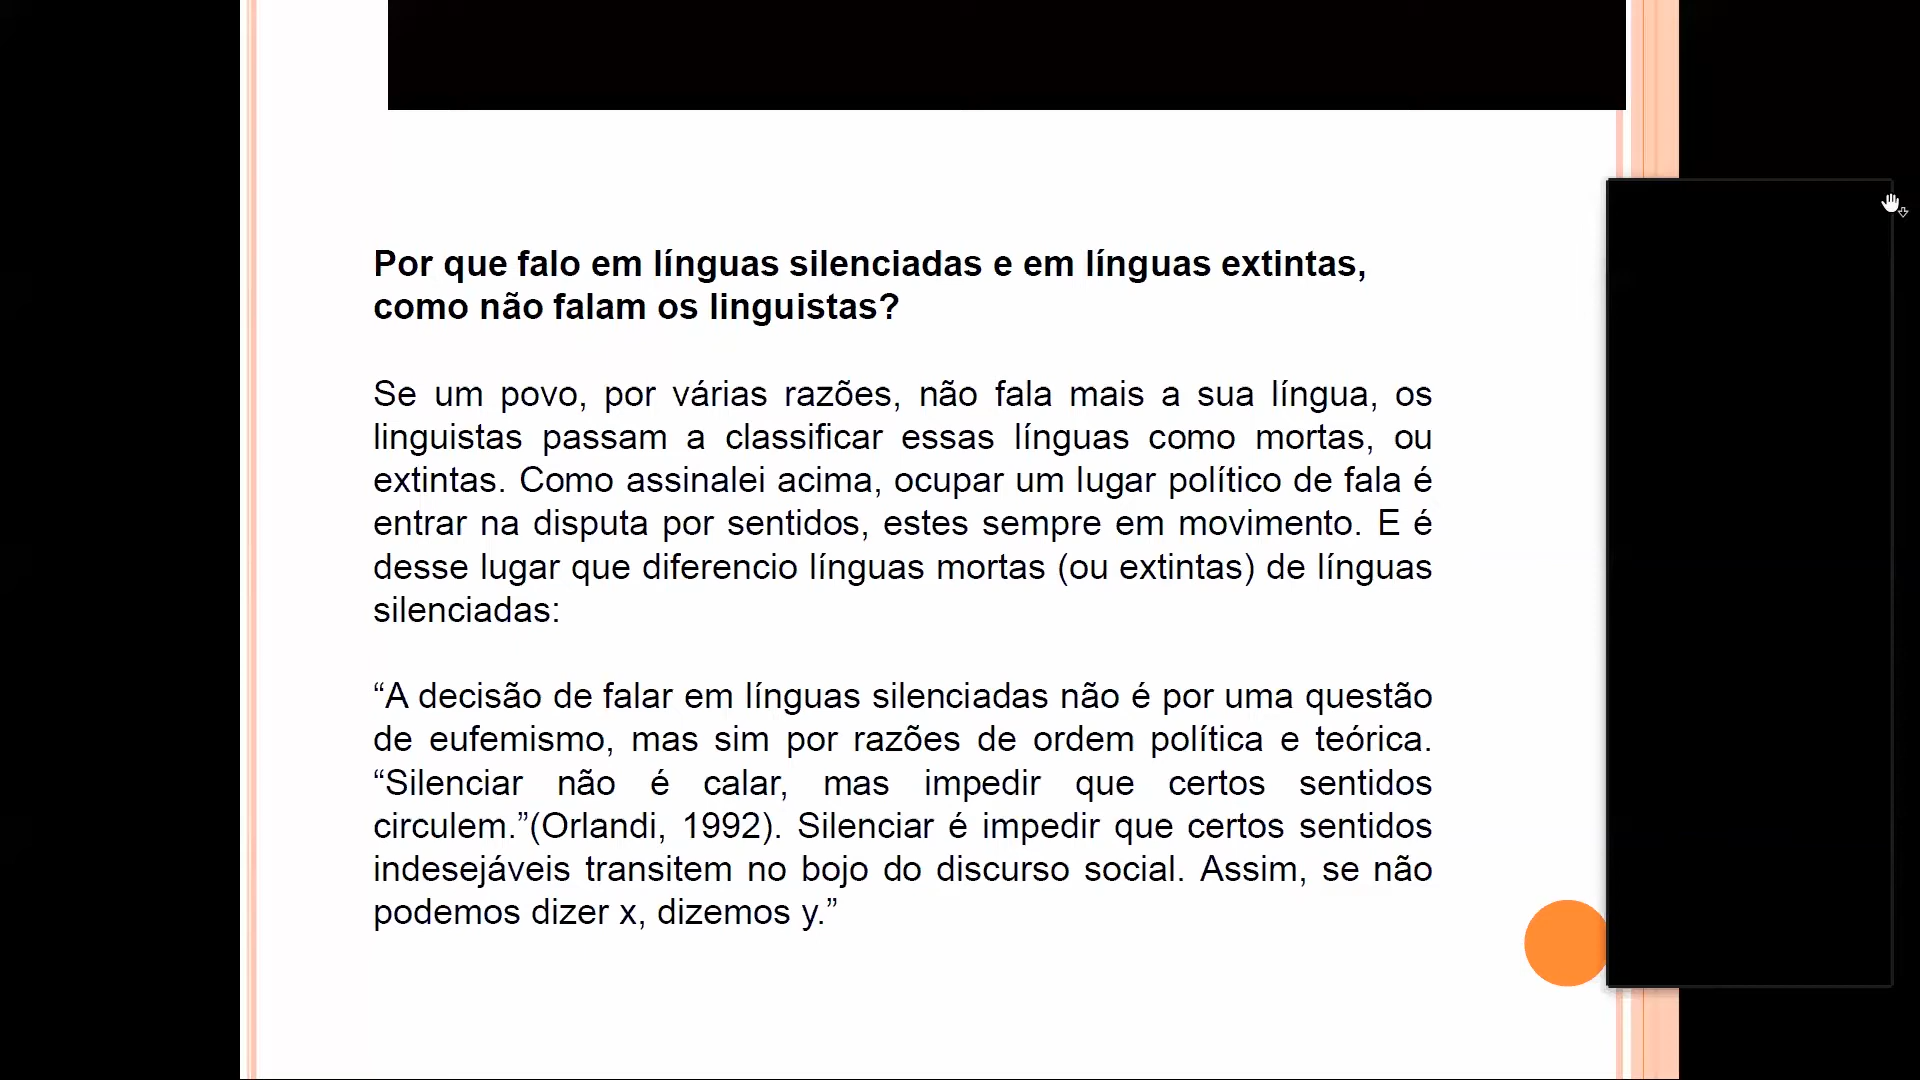 Por que falo em línguas silenciadas e em línguas extintas,
como não falam os linguistas?
Se um povo, por várias razões, não fala mais a sua língua, os
linguistas passam a classificar essas línguas como mortas, ou
extintas. Como assinalei acima, ocupar um lugar político de fala é
entrar na disputa por sentidos, estes sempre em movimento. E é
desse lugar que diferencio línguas mortas (ou extintas) de línguas
silenciadas:
“A decisão de falar em línguas silenciadas não é por uma questão
de eufemismo, mas sim por razões de ordem política e teórica.
“Silenciar não é calar, mas impedir que certos sentidos
circulem.”(Orlandi, 1992). Silenciar é impedir que certos sentidos
indesejáveis transitem no bojo do discurso social. Assim, se não
podemos dizer x, dizemos y.”